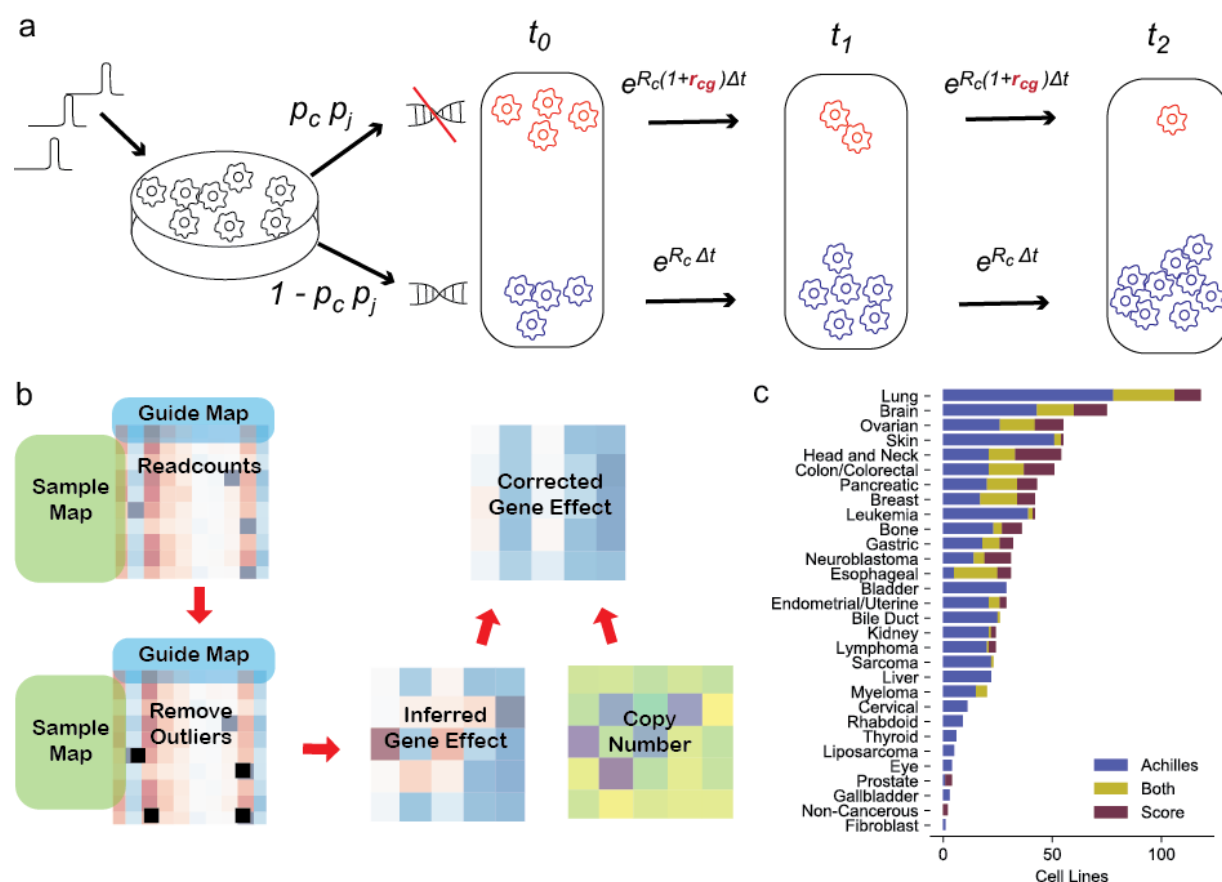 a
t0
t1
t2
pc pj
1 - pc pj
e^Rc(1+rcg)Δt
e^Rc(1+rcg)Δt
e^Rc Δt
e^Rc Δt
b
Guide Map
Sample
Map
Readcounts
Guide Map
Sample
Map
Remove
Outliers
Inferred
Gene Effect
Copy
Number
Corrected
Gene Effect
c
Lung
Brain
Ovarian
Skin
Head and Neck
Colon/Colorectal
Pancreatic
Breast
Leukemia
Bone
Gastric
Neuroblastoma
Esophageal
Bladder
Endometrial/Uterine
Bile Duct
Kidney
Lymphoma
Sarcoma
Liver
Myeloma
Cervical
Rhabdoid
Thyroid
Liposarcoma
Eye
Prostate
Gallbladder
Non-Cancerous
Fibroblast
Achilles
Both
Score
0 50 100
Cell Lines